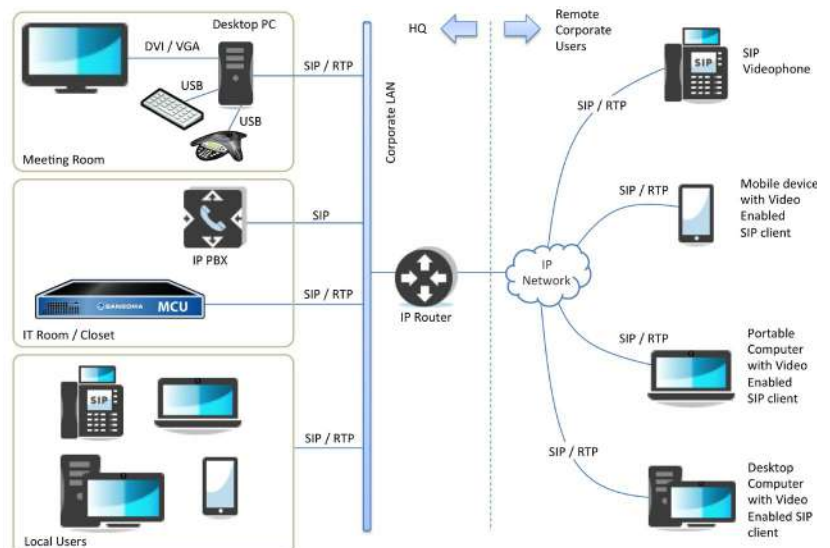 Desktop PC
DVI / VGA
USB
USB
SIP / RTP
Meeting Room
HQ
Remote
Corporate
Users
Corporate LAN
SIP
IP PBX
SIP / RTP
SANGOMA
MCU
IT Room / Closet
SIP
SIP / RTP
Local Users
IP Router
IP
Network
SIP / RTP
SIP
SIP
Videophone
SIP / RTP
Mobile device
with Video
Enabled
SIP client
SIP / RTP
Portable
Computer
with Video
Enabled
SIP client
SIP / RTP
Desktop
Computer
with Video
Enabled SIP
client